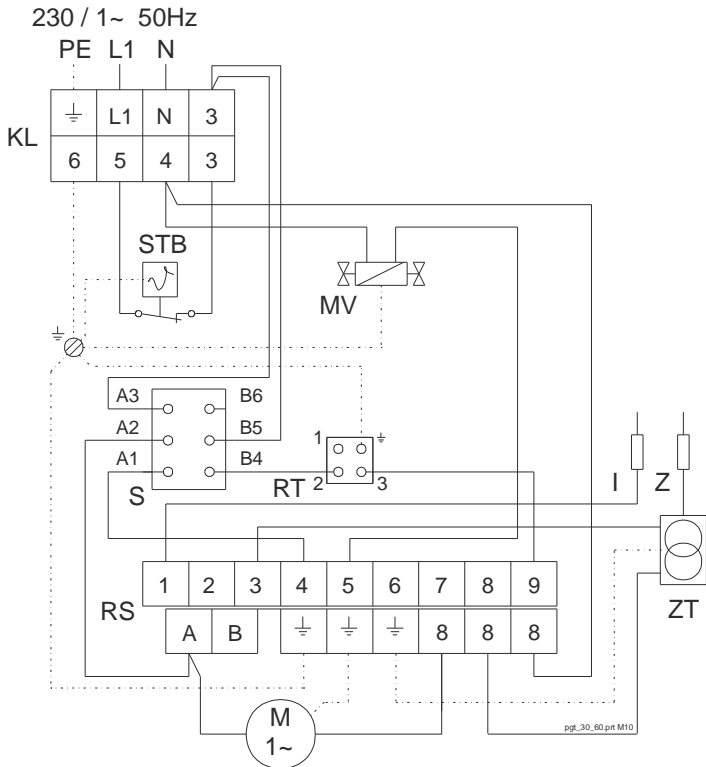 230 / 1~ 50Hz
PE L1 N
L1 N 3
KL
6 5 4 3
STB
MV
A3 B6
A2 B5
1
A1 B4
I Z
S RT 2 3
1 2 3 4 5 6 7 8 9
RS ZT
A B 8 8 8
M
1~
pgt_30_60.prt M10